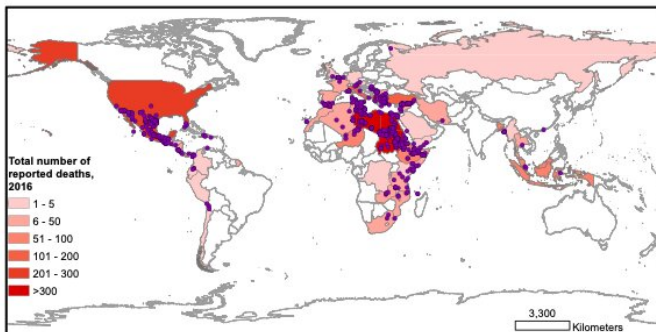 Total number of
reported deaths,
2016
1 - 5
6 - 50
51 - 100
101 - 200
201 - 300
>300
3,300
Kilometers